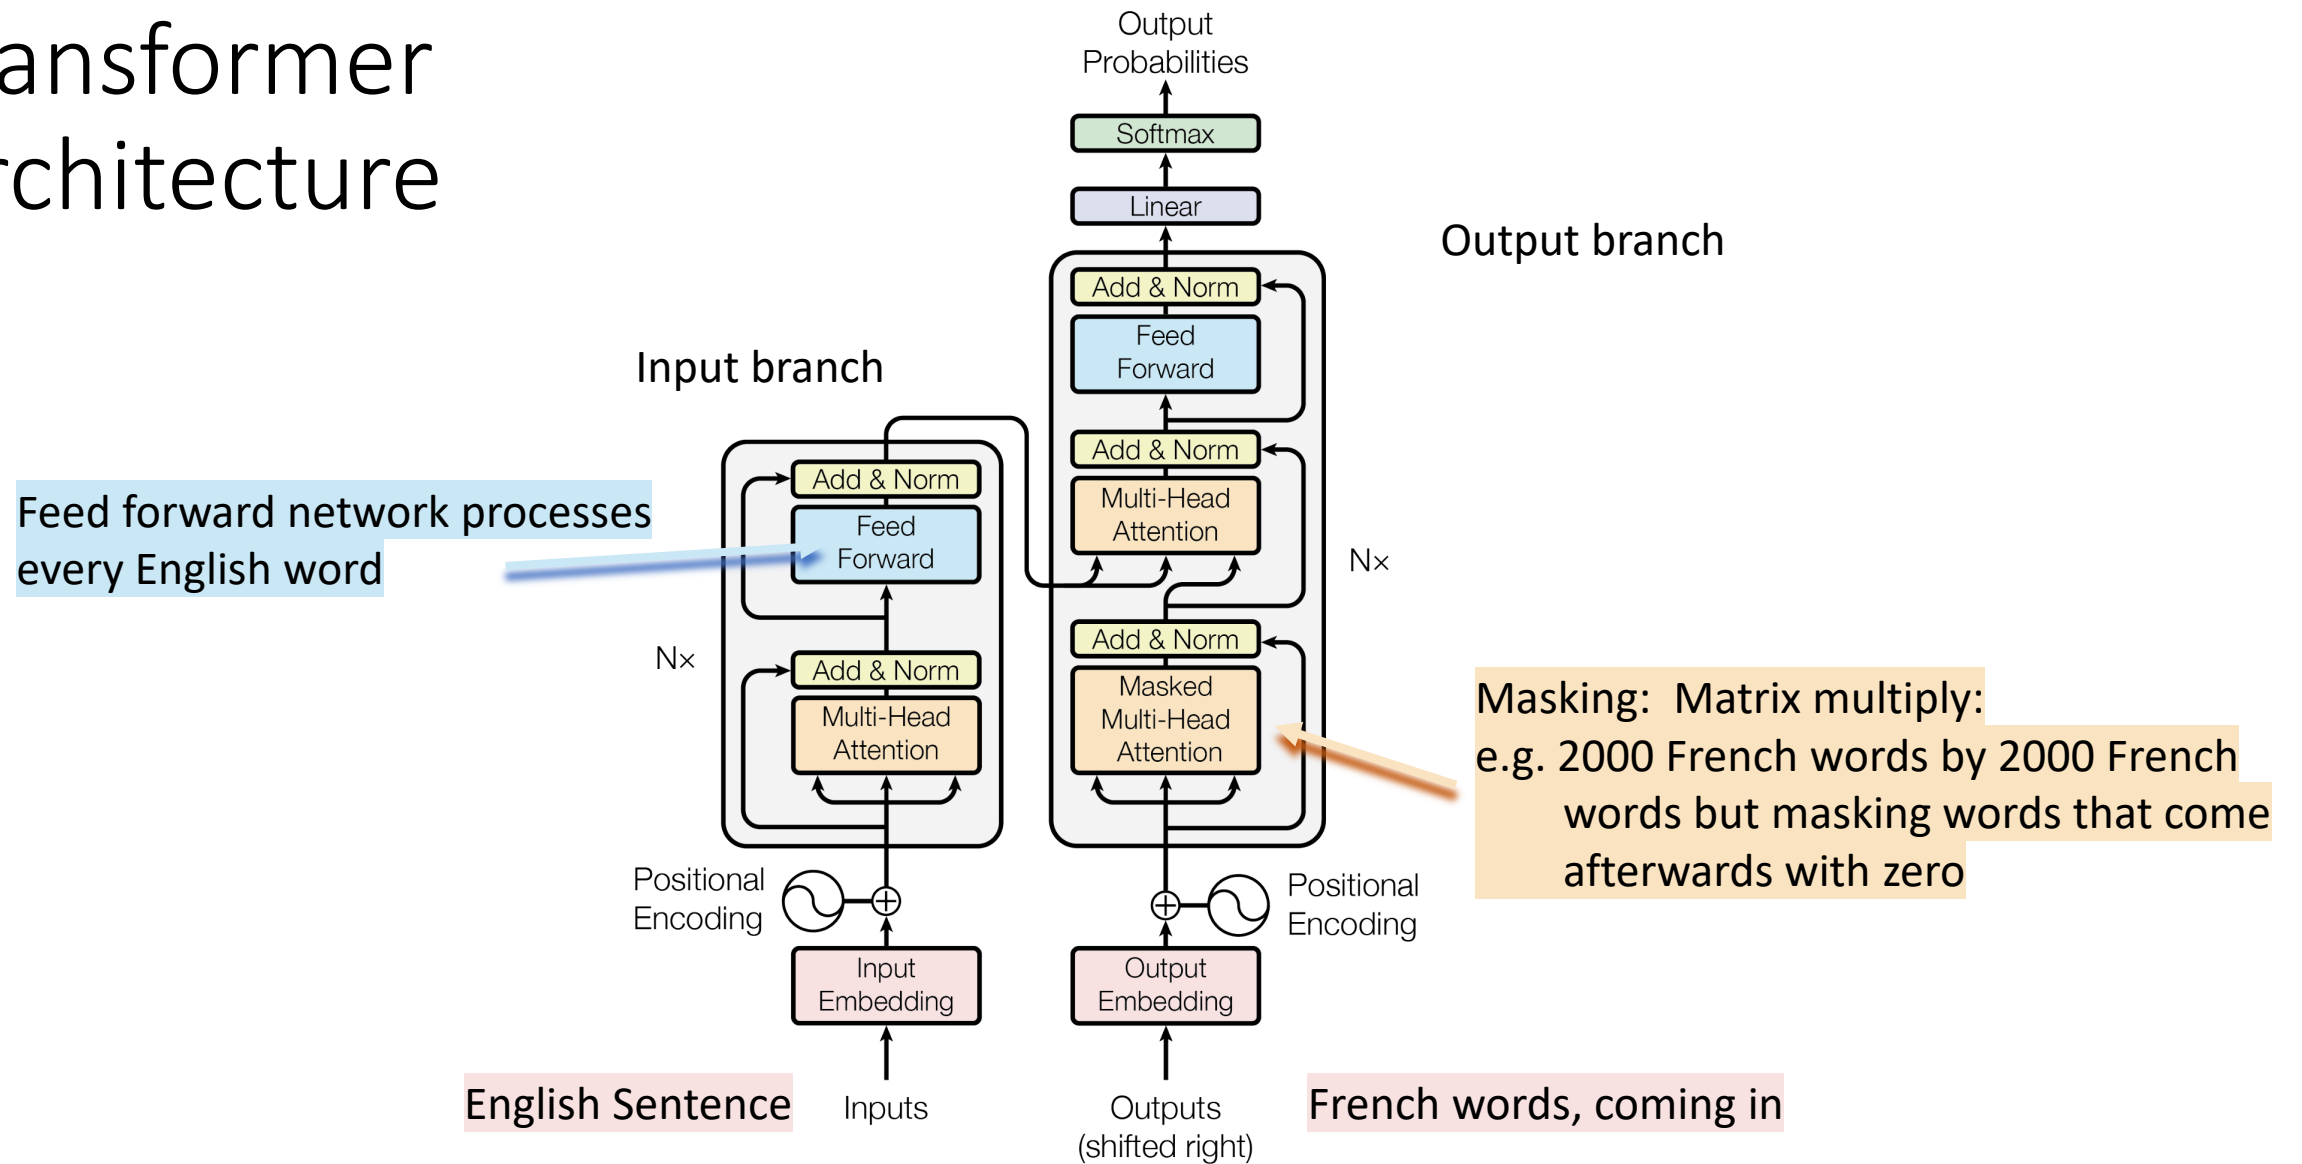 ansformer
rchitecture
Output
Probabilities
Softmax
Linear
Output branch
Add & Norm
Feed
Forward
Input branch
Add & Norm
Multi-Head
Attention
Nx
Add & Norm
Feed
Forward
Feed forward network processes
every English word
Nx
Add & Norm
Multi-Head
Attention
Add & Norm
Masked
Multi-Head
Attention
Masking:  Matrix multiply:
e.g. 2000 French words by 2000 French
words but masking words that come
afterwards with zero
Positional
Encoding
Positional
Encoding
Input
Embedding
Output
Embedding
English Sentence
Inputs
Outputs
(shifted right)
French words, coming in